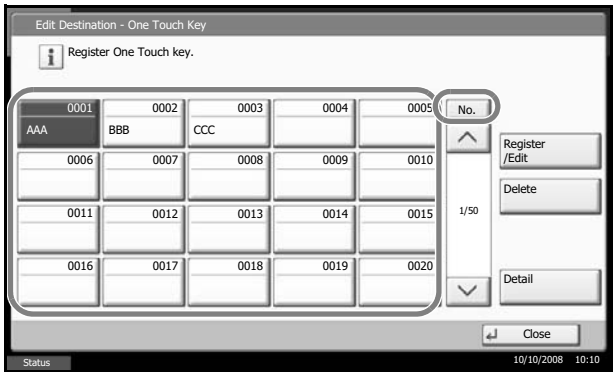 Edit Destination - One Touch Key
Register One Touch key.
0001 0002 0003 0004 0005 No.
AAA BBB CCC
Register
/Edit
0006 0007 0008 0009 0010
Delete
0011 0012 0013 0014 0015 1/50
0016 0017 0018 0019 0020
Detail
Close
Status 10/10/2008 10:10